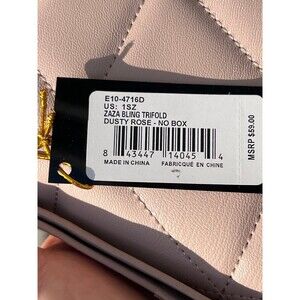 E10-4716D
US: 1SZ
ZAZA BLING TRIFOLD
DUSTY ROSE - NO BOX
8 43447 14045 4
MADE IN CHINA FABRIQUÉ EN CHINE
MSRP $59.00